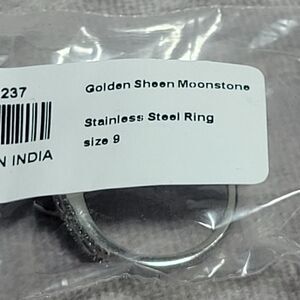 237
Golden Sheen Moonstone
Stainless Steel Ring
size 9
N INDIA